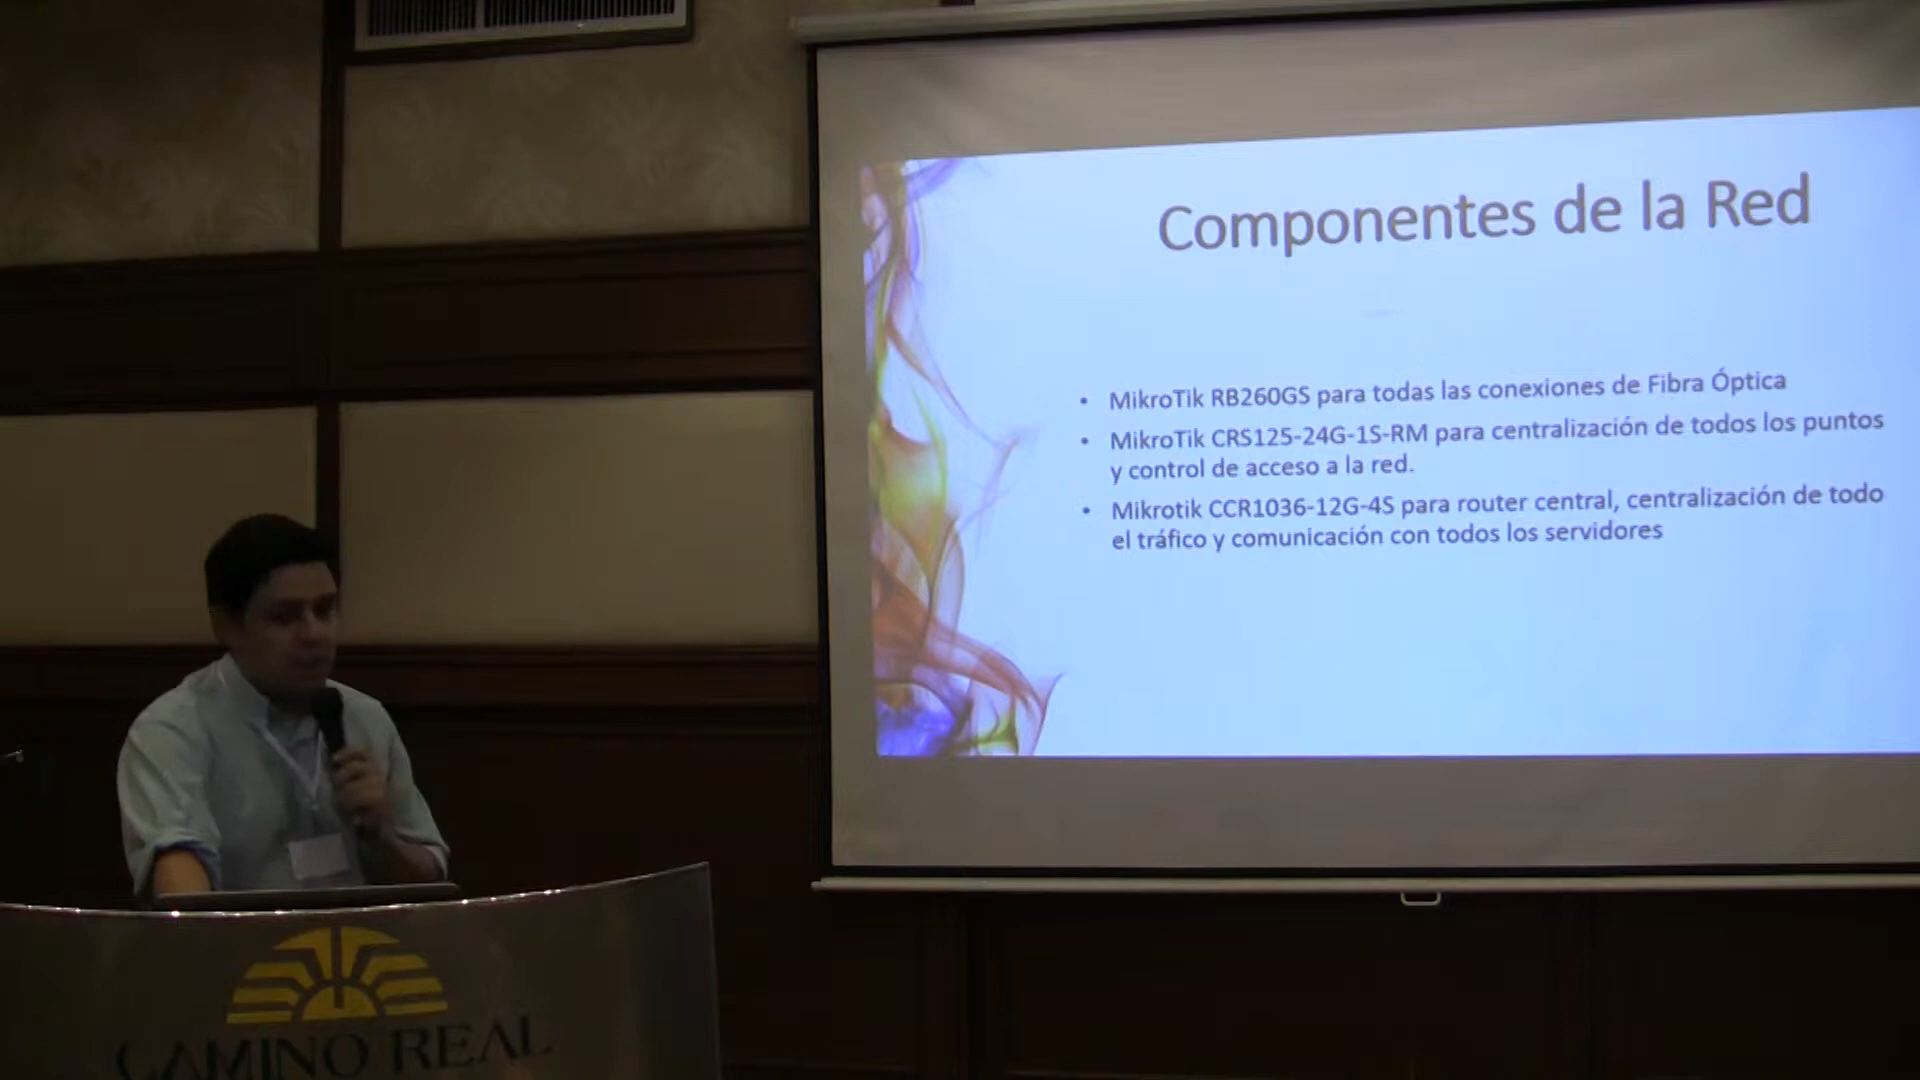 Componentes de la Red
• MikroTik RB260GS para todas las conexiones de Fibra Óptica
• MikroTik CRS125-24G-1S-RM para centralización de todos los puntos
y control de acceso a la red.
• Mikrotik CCR1036-12G-4S para router central, centralización de todo
el tráfico y comunicación con todos los servidores
CAMINO REAL